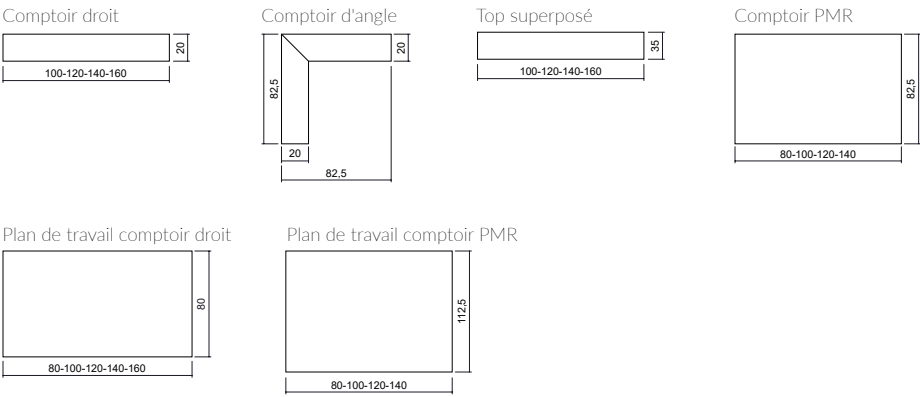 Comptoir droit
20
100-120-140-160
Comptoir d'angle
20
82,5
20
82,5
Top superposé
35
100-120-140-160
Comptoir PMR
82,5
80-100-120-140
Plan de travail comptoir droit
80
80-100-120-140-160
Plan de travail comptoir PMR
112,5
80-100-120-140